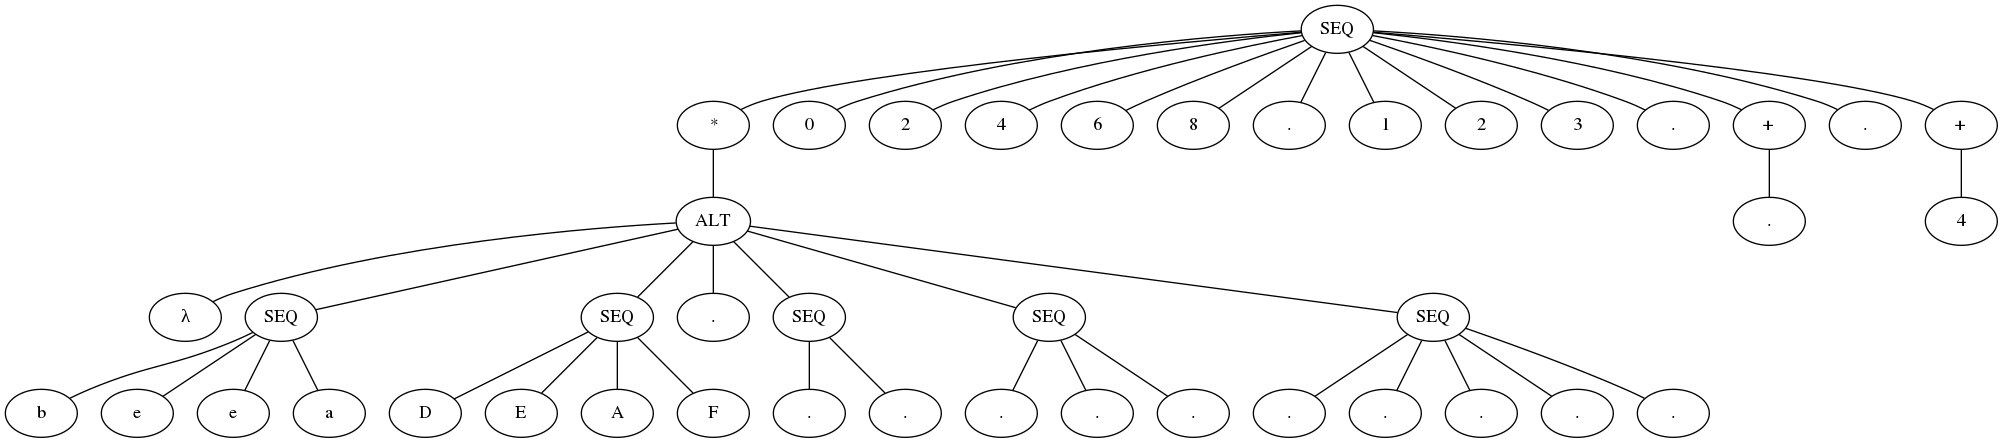 SEQ
* 0 2 4 6 8 . 1 2 3 . + . +
ALT . 4
λ SEQ SEQ . SEQ SEQ SEQ
b e e a D E A F . . . . . . . . . .